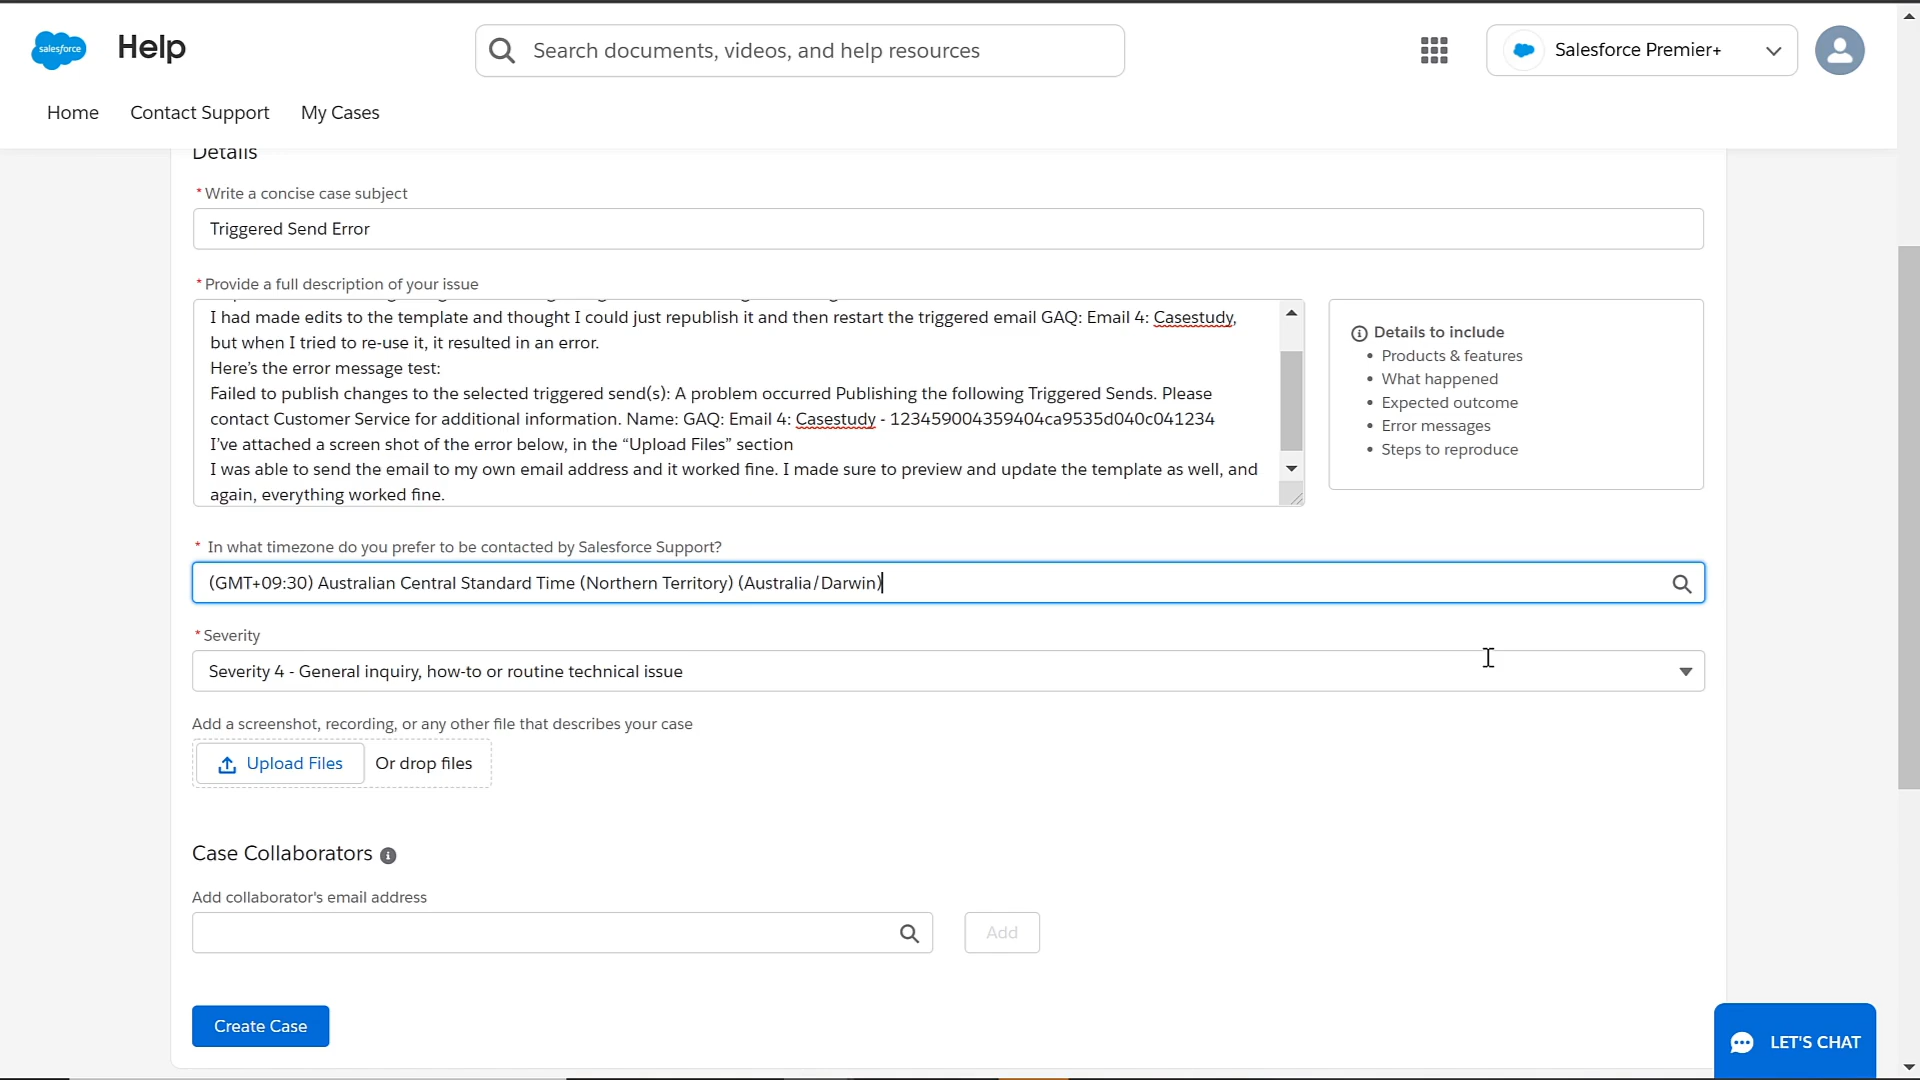 salesforce
Help
Search documents, videos, and help resources
Salesforce Premier+
Home
Contact Support
My Cases
Details
* Write a concise case subject
Triggered Send Error
* Provide a full description of your issue
I had made edits to the template and thought I could just republish it and then restart the triggered email GAQ: Email 4: Casestudy,
but when I tried to re-use it, it resulted in an error.
Here’s the error message test:
Failed to publish changes to the selected triggered send(s): A problem occurred Publishing the following Triggered Sends. Please
contact Customer Service for additional information. Name: GAQ: Email 4: Casestudy - 123459004359404ca9535d040c041234
I’ve attached a screen shot of the error below, in the “Upload Files” section
I was able to send the email to my own email address and it worked fine. I made sure to preview and update the template as well, and
again, everything worked fine.
Details to include
• Products & features
• What happened
• Expected outcome
• Error messages
• Steps to reproduce
* In what timezone do you prefer to be contacted by Salesforce Support?
(GMT+09:30) Australian Central Standard Time (Northern Territory) (Australia/Darwin)
* Severity
Severity 4 - General inquiry, how-to or routine technical issue
Add a screenshot, recording, or any other file that describes your case
Upload Files
Or drop files
Case Collaborators
Add collaborator's email address
Add
Create Case
LET'S CHAT